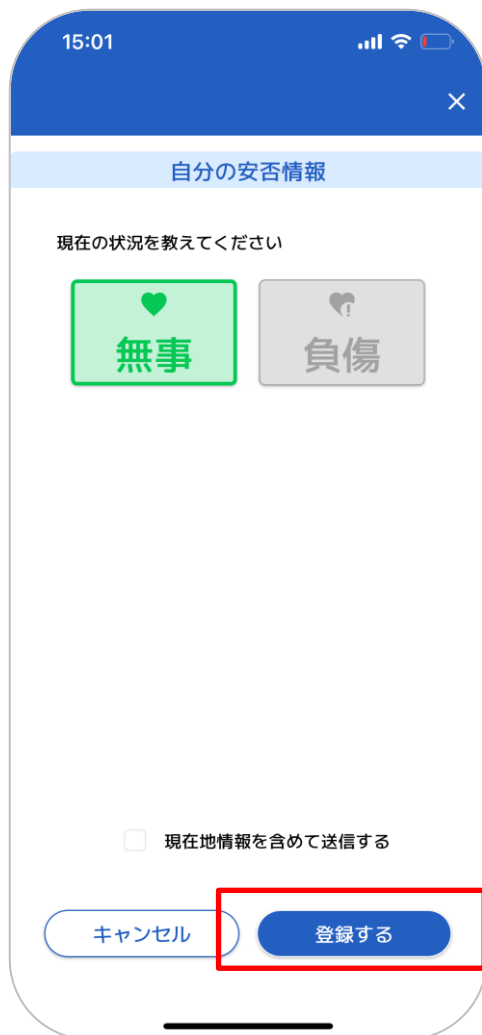 15:01
自分の安否情報
現在の状況を教えてください
無事
負傷
現在地情報を含めて送信する
キャンセル
登録する